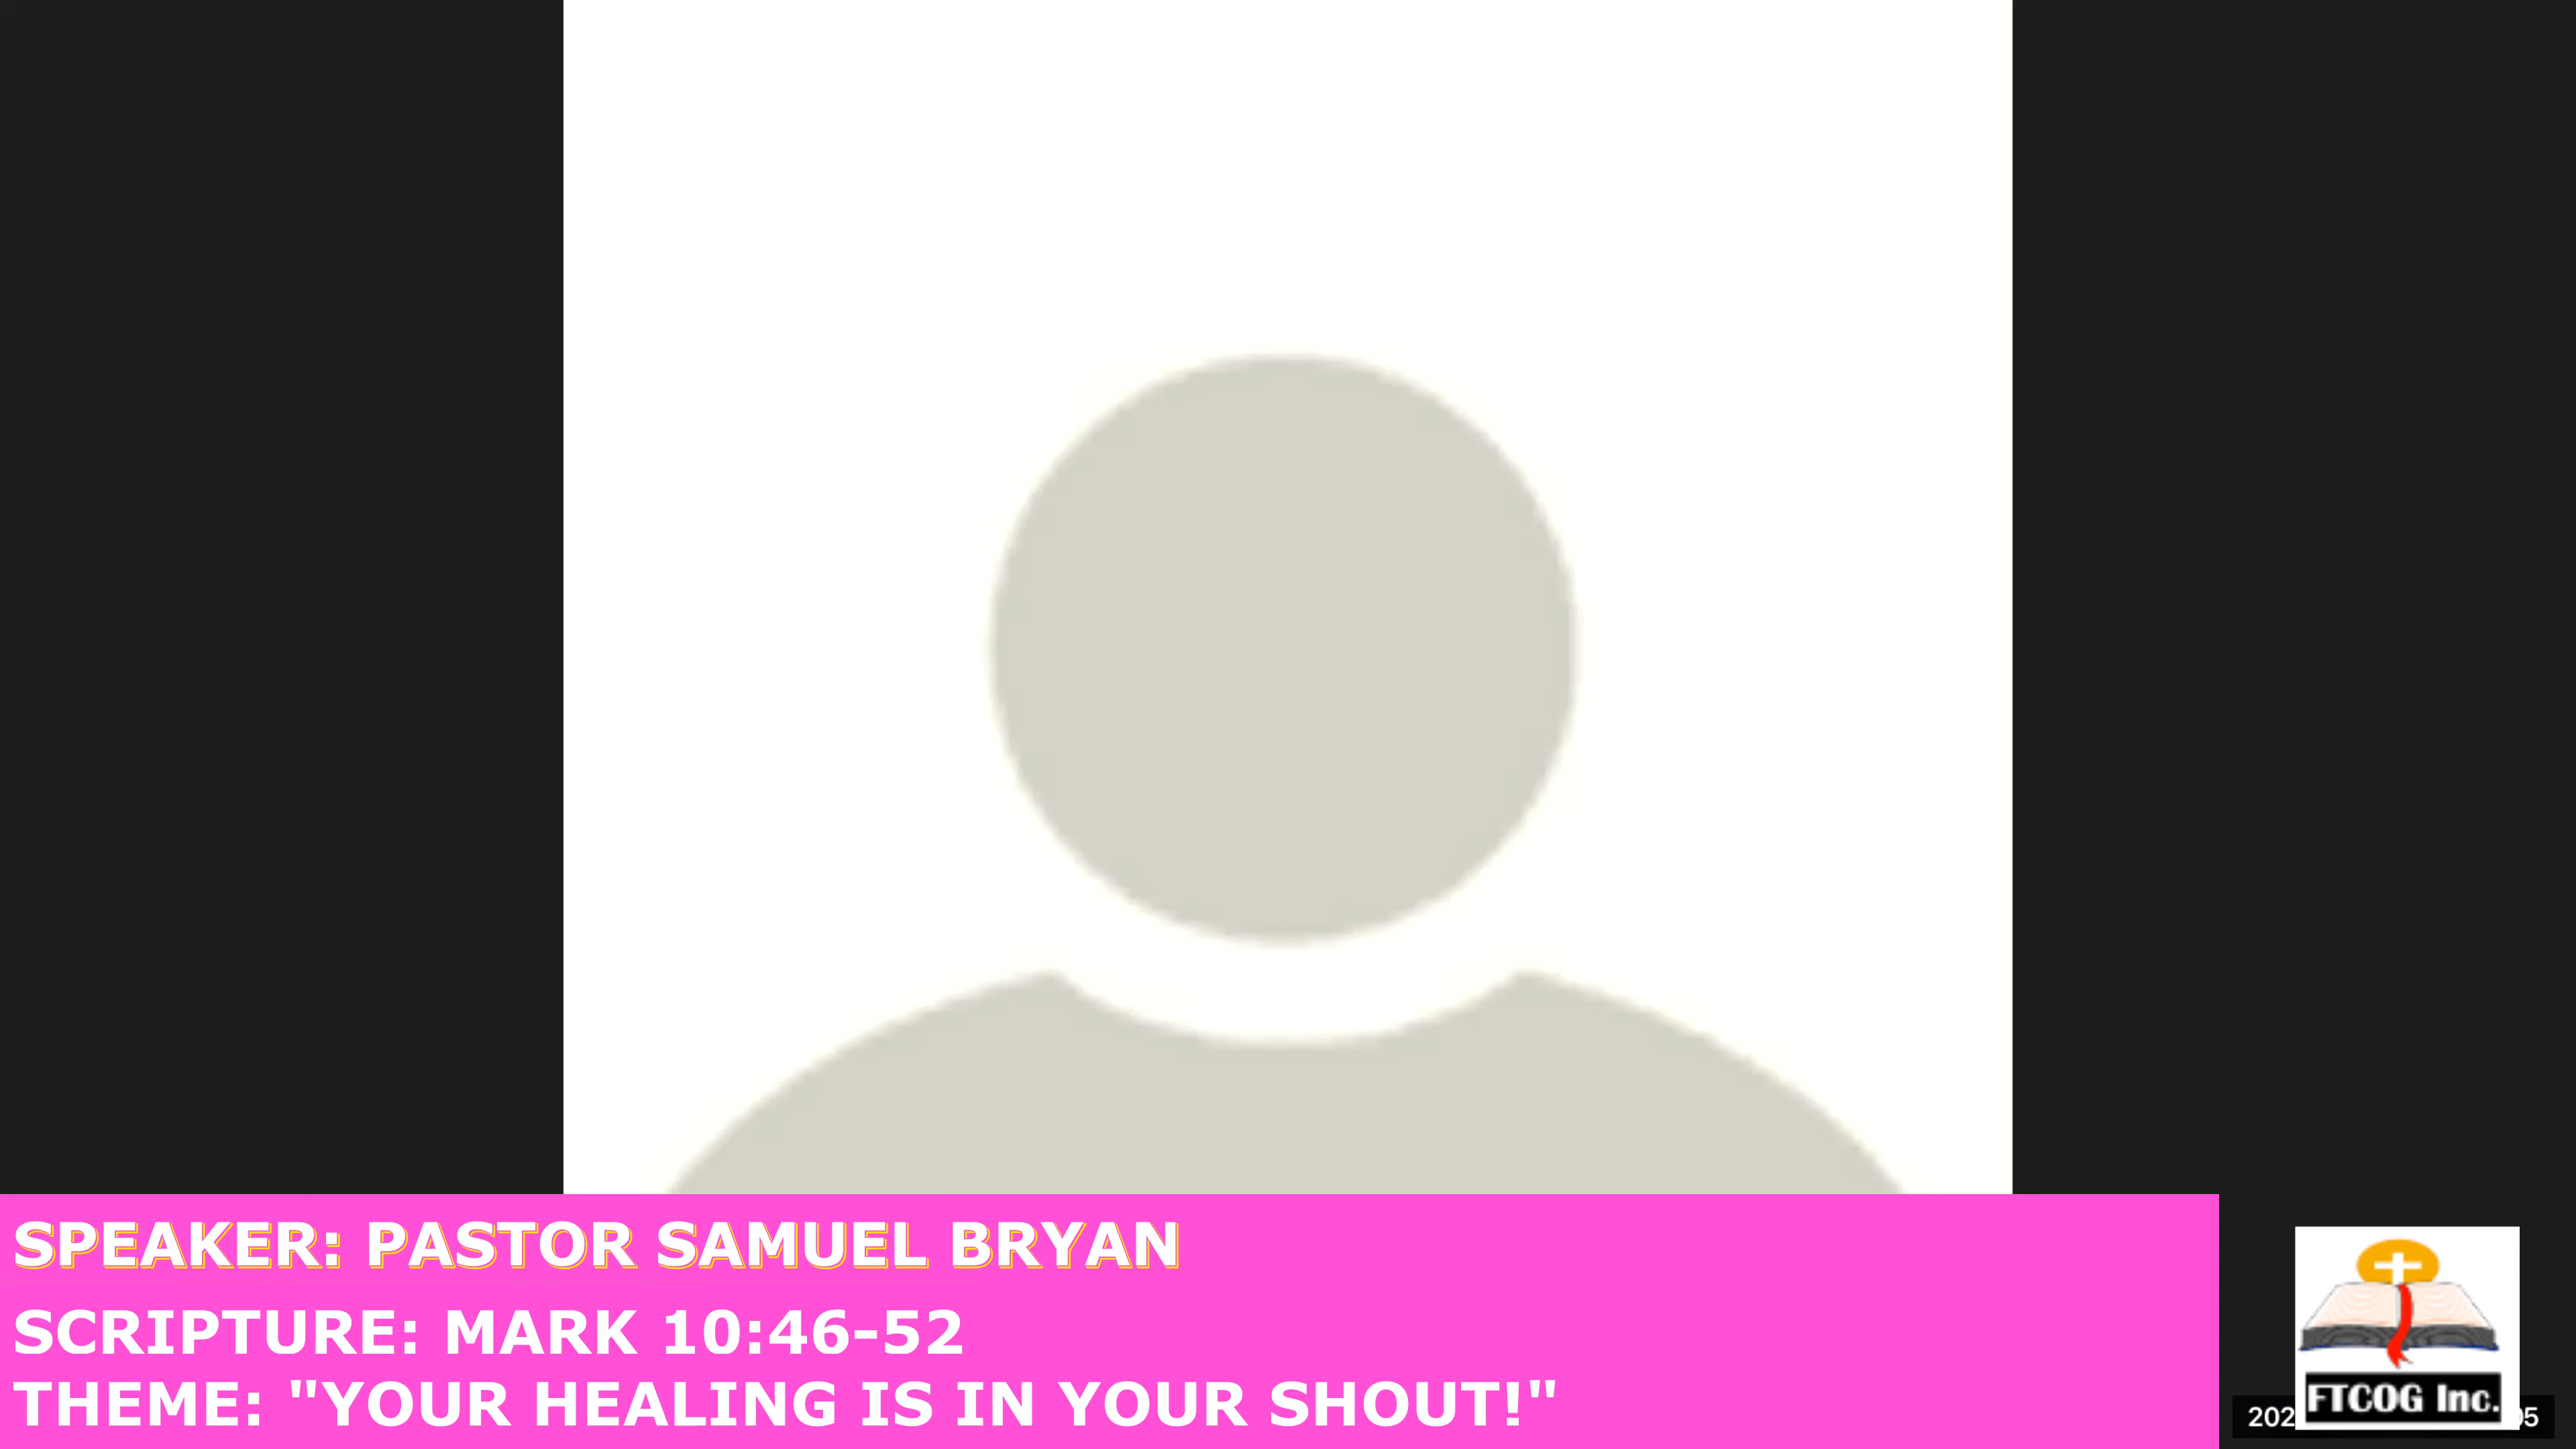 SPEAKER: PASTOR SAMUEL BRYAN
SCRIPTURE: MARK 10:46-52
THEME: "YOUR HEALING IS IN YOUR SHOUT!"
FTCOG Inc.